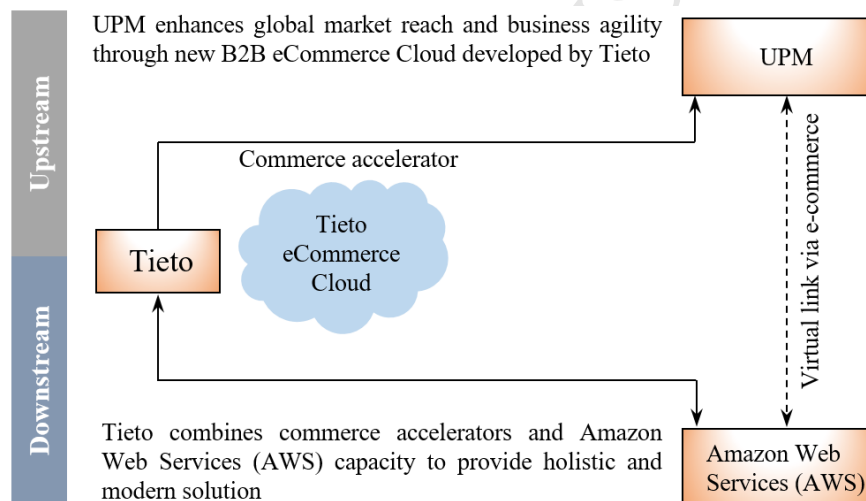 UPM enhances global market reach and business agility
through new B2B eCommerce Cloud developed by Tieto
UPM
Upstream
Commerce accelerator
Tieto
eCommerce
Cloud
Tieto
Virtual link via e-commerce
Downstream
Tieto combines commerce accelerators and Amazon
Web Services (AWS) capacity to provide holistic and
modern solution
Amazon Web
Services (AWS)